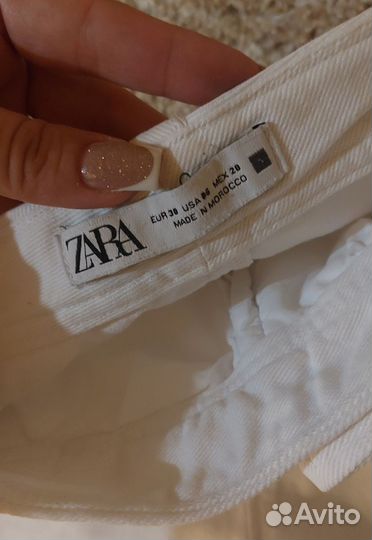 ZARA
EUR 38 USA 06 MEX 28
MADE IN MOROCCO
Avito